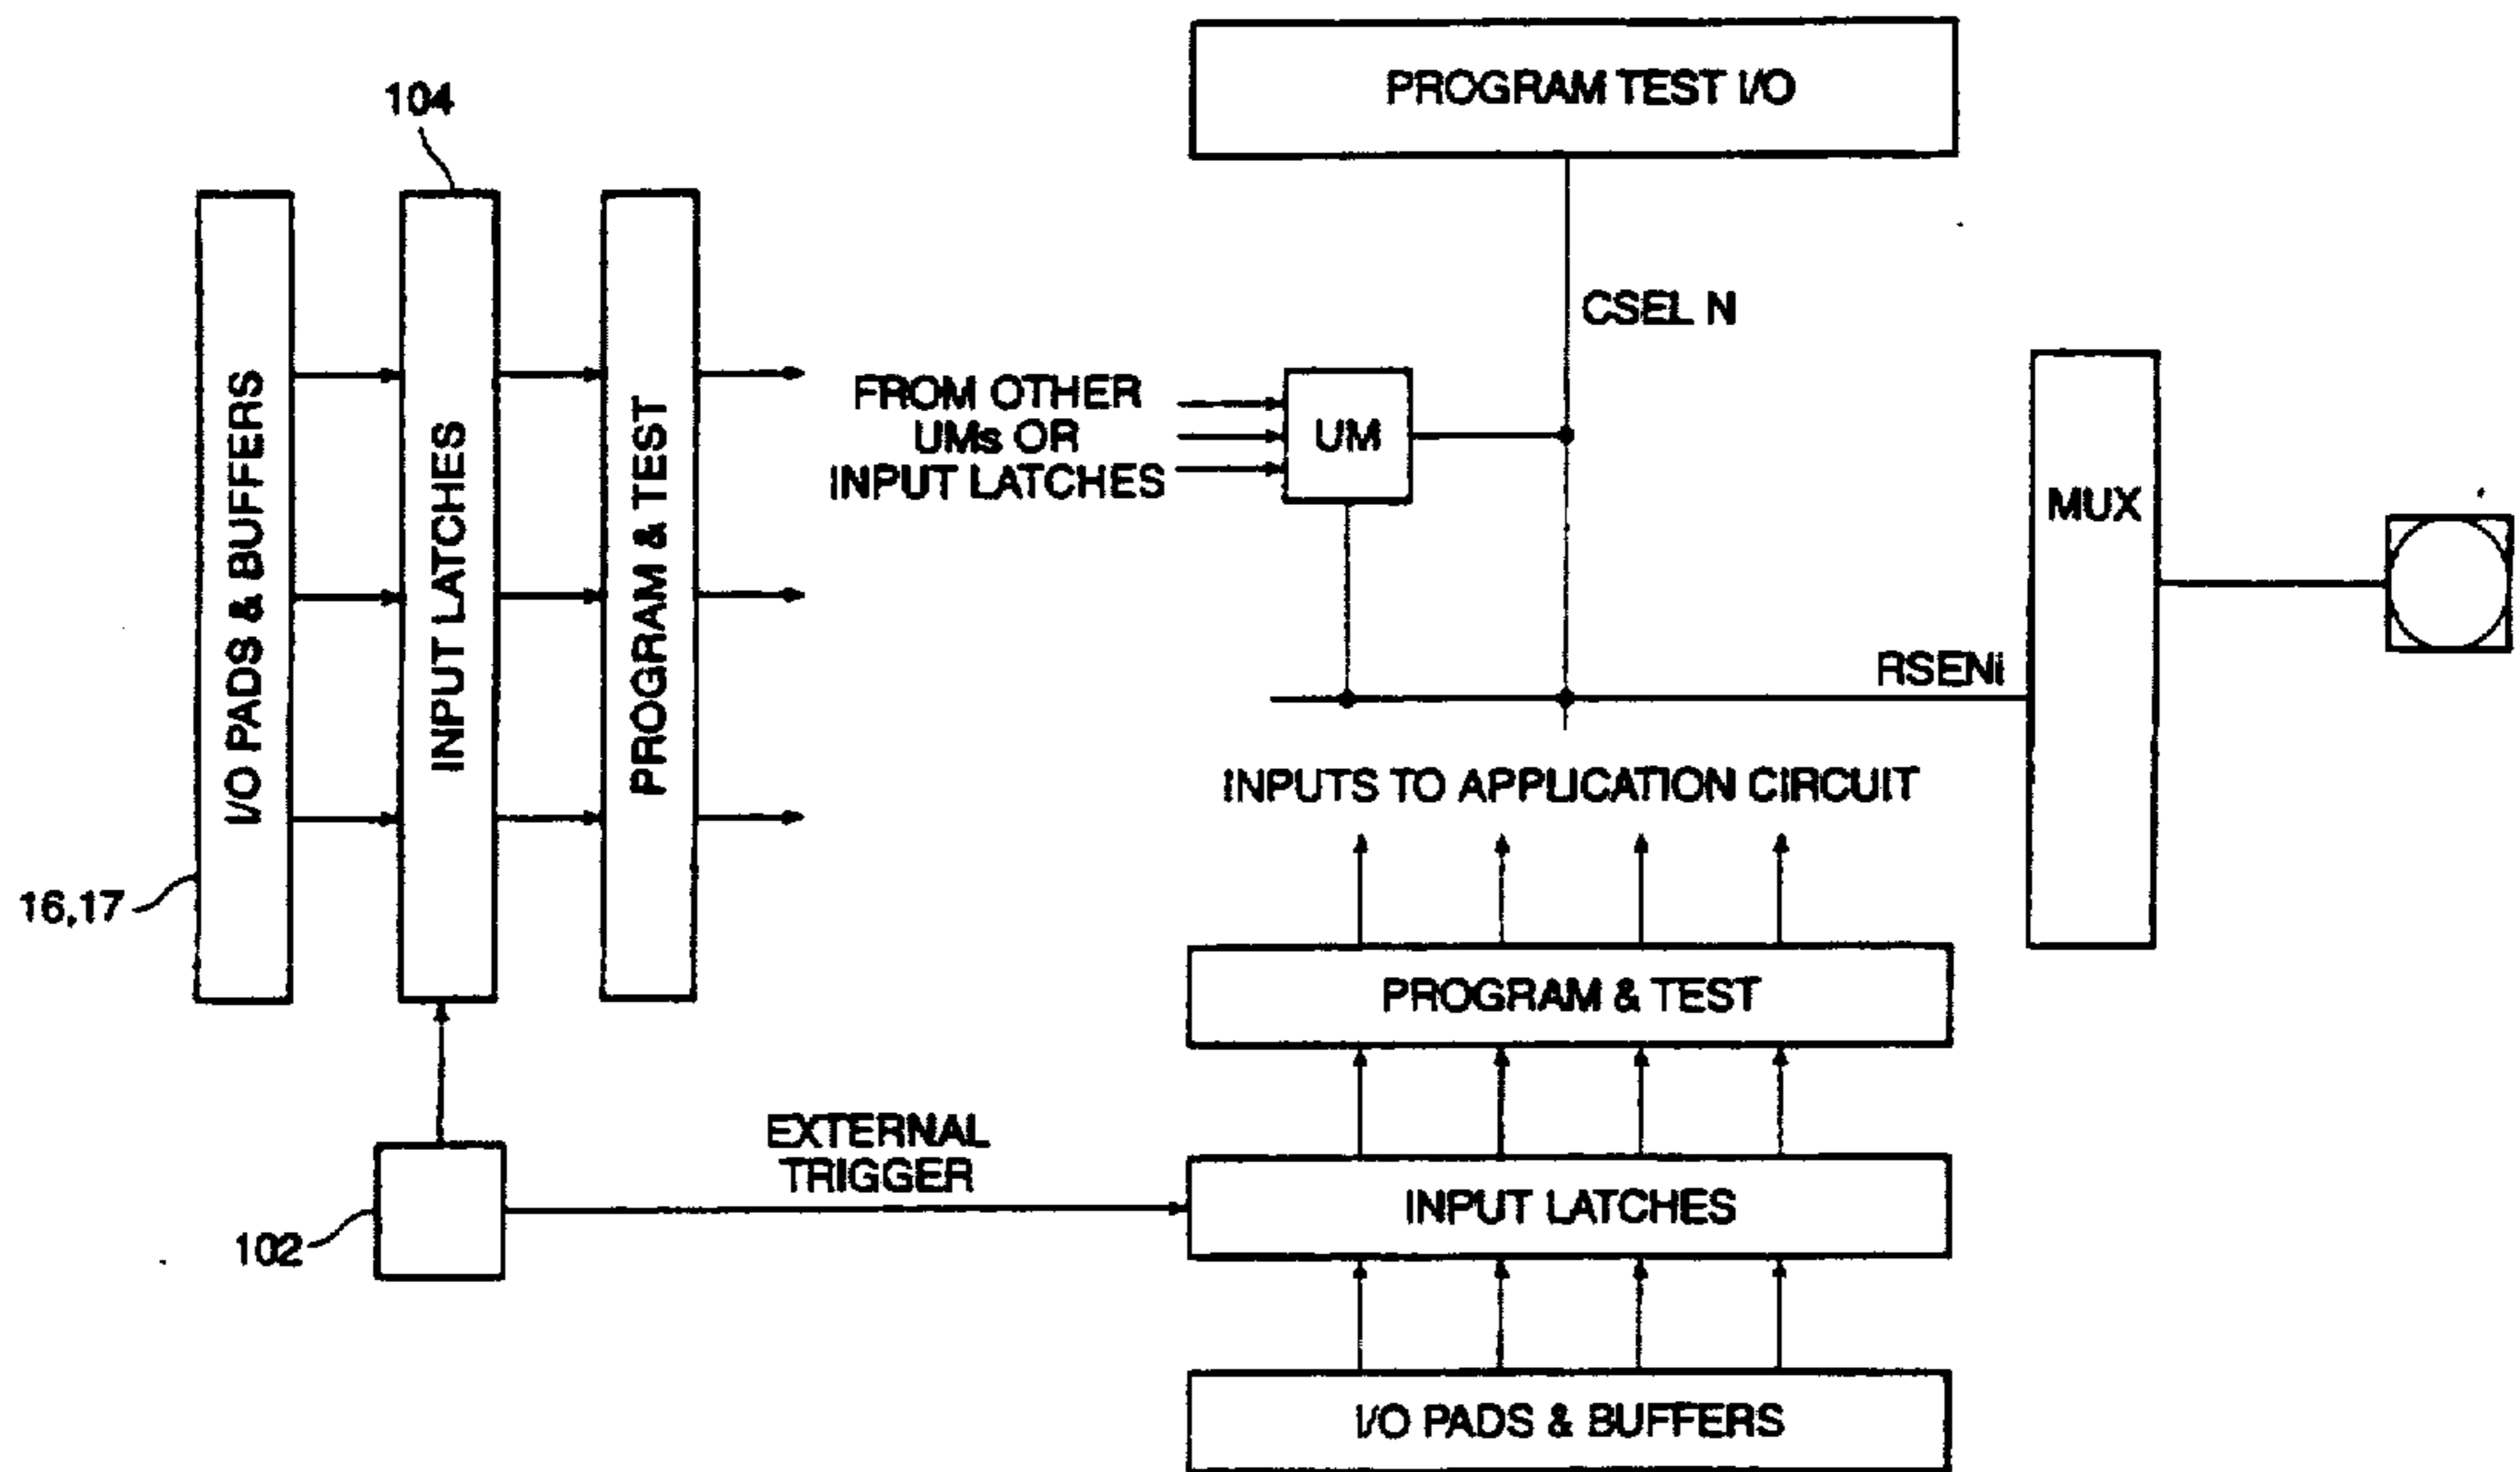 PROGRAM TEST I/O
104
CSEL N
I/O PADS & BUFFERS
INPUT LATCHES
PROGRAM & TEST
FROM OTHER
UMs OR
INPUT LATCHES
UM
MUX
RSENi
INPUTS TO APPLICATION CIRCUIT
16,17
PROGRAM & TEST
EXTERNAL
TRIGGER
102
INPUT LATCHES
I/O PADS & BUFFERS